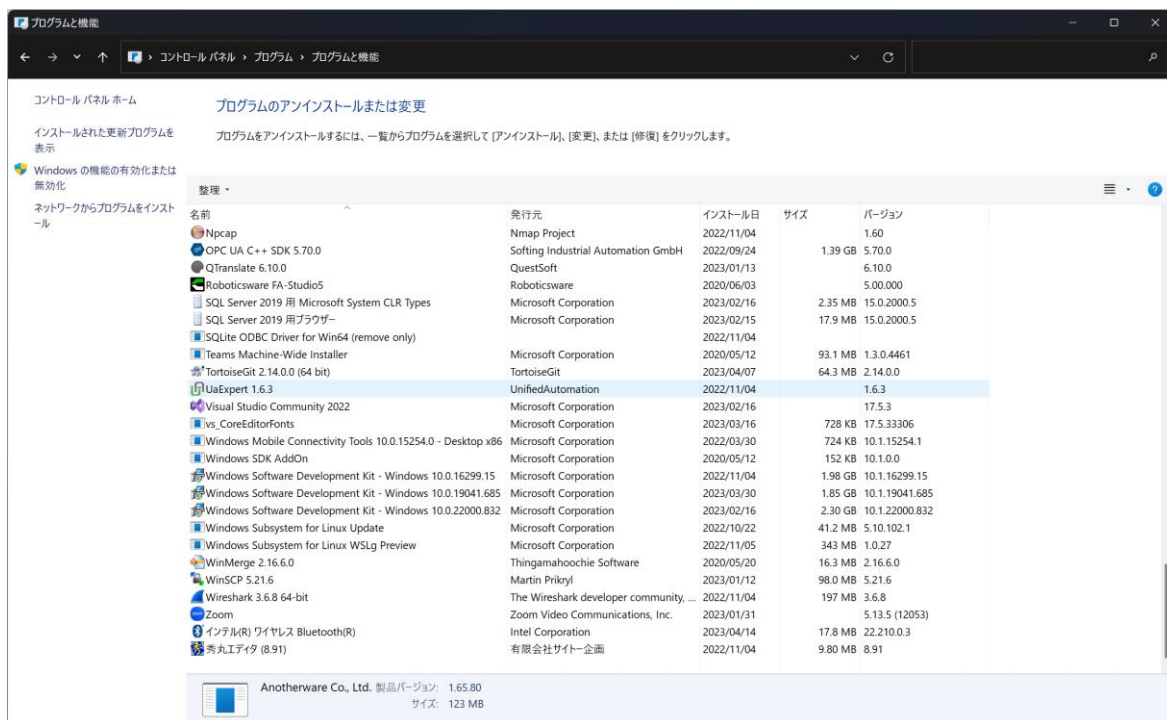 プログラムと機能
コントロール パネル › プログラム › プログラムと機能
コントロール パネル ホーム
インストールされた更新プログラムを
表示
Windows の機能の有効化または
無効化
ネットワークからプログラムをインスト
ール
プログラムのアンインストールまたは変更
プログラムをアンインストールするには、一覧からプログラムを選択して [アンインストール]、[変更]、または [修復] をクリックします。
整理
名前 発行元 インストール日 サイズ バージョン
Npcap Nmap Project 2022/11/04 1.60
OPC UA C++ SDK 5.70.0 Softing Industrial Automation GmbH 2022/09/24 1.39 GB 5.70.0
QTranslate 6.10.0 QuestSoft 2023/01/13 6.10.0
Roboticsware FA-Studio5 Roboticsware 2020/06/03 5.00.000
SQL Server 2019 用 Microsoft System CLR Types Microsoft Corporation 2023/02/16 2.35 MB 15.0.2000.5
SQL Server 2019 用ブラウザー Microsoft Corporation 2023/02/15 17.9 MB 15.0.2000.5
SQLite ODBC Driver for Win64 (remove only) 2022/11/04
Teams Machine-Wide Installer Microsoft Corporation 2020/05/12 93.1 MB 1.3.0.4461
TortoiseGit 2.14.0.0 (64 bit) TortoiseGit 2023/04/07 64.3 MB 2.14.0.0
UaExpert 1.6.3 UnifiedAutomation 2022/11/04 1.6.3
Visual Studio Community 2022 Microsoft Corporation 2023/02/16 17.5.3
vs_CoreEditorFonts Microsoft Corporation 2023/03/16 728 KB 17.5.33306
Windows Mobile Connectivity Tools 10.0.15254.0 - Desktop x86 Microsoft Corporation 2022/03/30 724 KB 10.1.15254.1
Windows SDK AddOn Microsoft Corporation 2020/05/12 152 KB 10.1.0.0
Windows Software Development Kit - Windows 10.0.16299.15 Microsoft Corporation 2022/11/04 1.98 GB 10.1.16299.15
Windows Software Development Kit - Windows 10.0.19041.685 Microsoft Corporation 2023/03/30 1.85 GB 10.1.19041.685
Windows Software Development Kit - Windows 10.0.22000.832 Microsoft Corporation 2023/02/16 2.30 GB 10.1.22000.832
Windows Subsystem for Linux Update Microsoft Corporation 2022/10/22 41.2 MB 5.10.102.1
Windows Subsystem for Linux WSLg Preview Microsoft Corporation 2022/11/05 343 MB 1.0.27
WinMerge 2.16.6.0 Thingamahoochie Software 2020/05/20 16.3 MB 2.16.6.0
WinSCP 5.21.6 Martin Prikryl 2023/01/12 98.0 MB 5.21.6
Wireshark 3.6.8 64-bit The Wireshark developer community, ... 2022/11/04 197 MB 3.6.8
Zoom Zoom Video Communications, Inc. 2023/01/31 5.13.5 (12053)
インテル(R) ワイヤレス Bluetooth(R) Intel Corporation 2023/04/14 17.8 MB 22.210.0.3
秀丸エディタ (8.91) 有限会社サイトー企画 2022/11/04 9.80 MB 8.91
Anotherware Co., Ltd. 製品バージョン: 1.65.80
サイズ: 123 MB